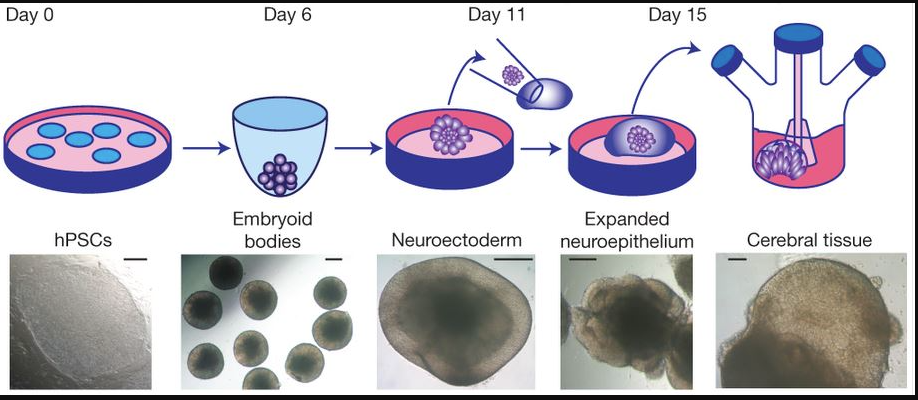 Day 0
Day 6
Day 11
Day 15
hPSCs
Embryoid
bodies
Neuroectoderm
Expanded
neuroepithelium
Cerebral tissue